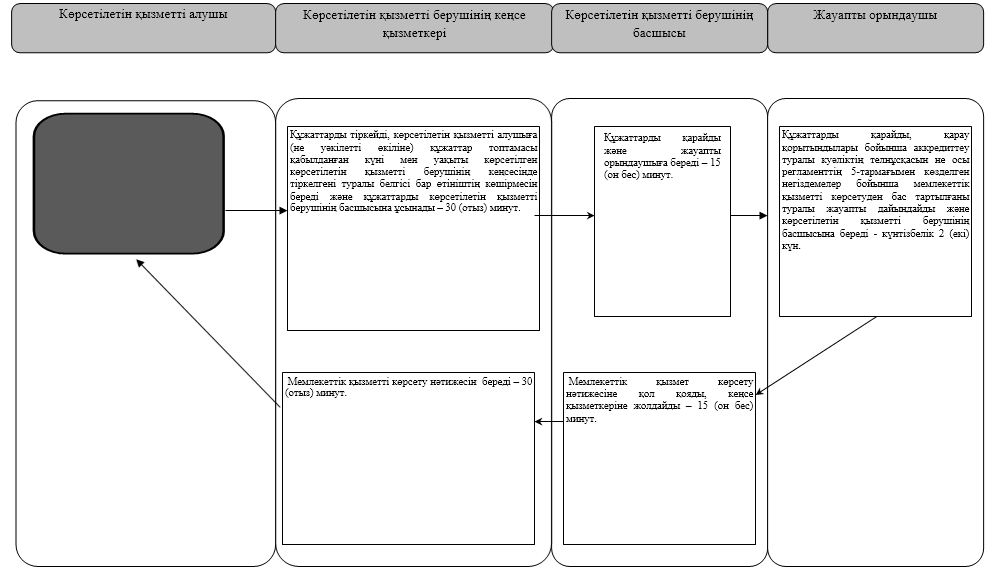 Көрсетілетін қызметті алушы
Көрсетілетін қызметті берушінің кеңсе
қызметкері
Көрсетілетін қызметті берушінің
басшысы
Жауапты орындаушы
Құжаттарды тіркейді, көрсетілетін қызметті алушыға
(не уәкілетті өкіліне) құжаттар топтамасы
қабылданған күні мен уақыты көрсетілген
көрсетілетін қызметті берушінің кеңсесінде
тіркелгені туралы белгісі бар өтініштің көшірмесін
береді және құжаттарды көрсетілетін қызметті
берушінің басшысына ұсынады – 30 (отыз) минут.
Құжаттарды қарайды
және жауапты
орындаушыға береді – 15
(он бес) минут.
Құжаттарды қарайды, қарау
қорытындылары бойынша аккредиттеу
туралы куәліктің телнұсқасын не осы
регламенттің 5-тармағымен көзделген
негіздемелер бойынша мемлекеттік
қызметті көрсетуден бас тартылғаны
туралы жауапты дайындайды және
көрсетілетін қызметті берушінің
басшысына береді - күнтізбелік 2 (екі)
күн.
Мемлекеттік қызметті көрсету нәтижесін береді – 30
(отыз) минут.
Мемлекеттік қызмет көрсету
нәтижесіне қол қояды, кеңсе
қызметкеріне жолдайды – 15 (он бес)
минут.